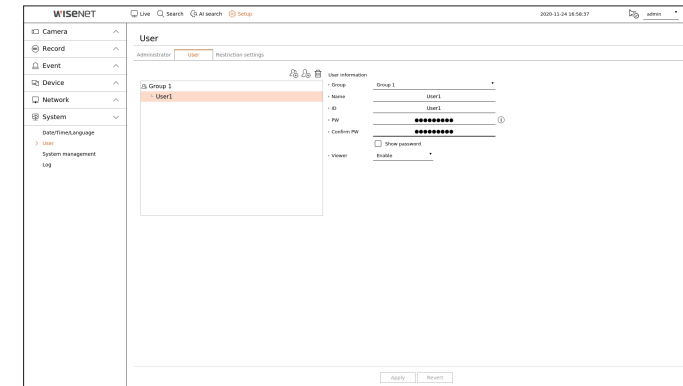 WISENET
Live Search AI search Setup 2020-11-24 16:58:37 admin
Camera
Record
Event
Device
Network
System
Date/Time/Language
User
System management
Log
User
Administrator User Restriction settings
Group 1
User1
User information
Group Group 1
Name User1
ID User1
PW ●●●●●●●●●
Confirm PW ●●●●●●●●●
Show password
Viewer Enable
Apply Revert